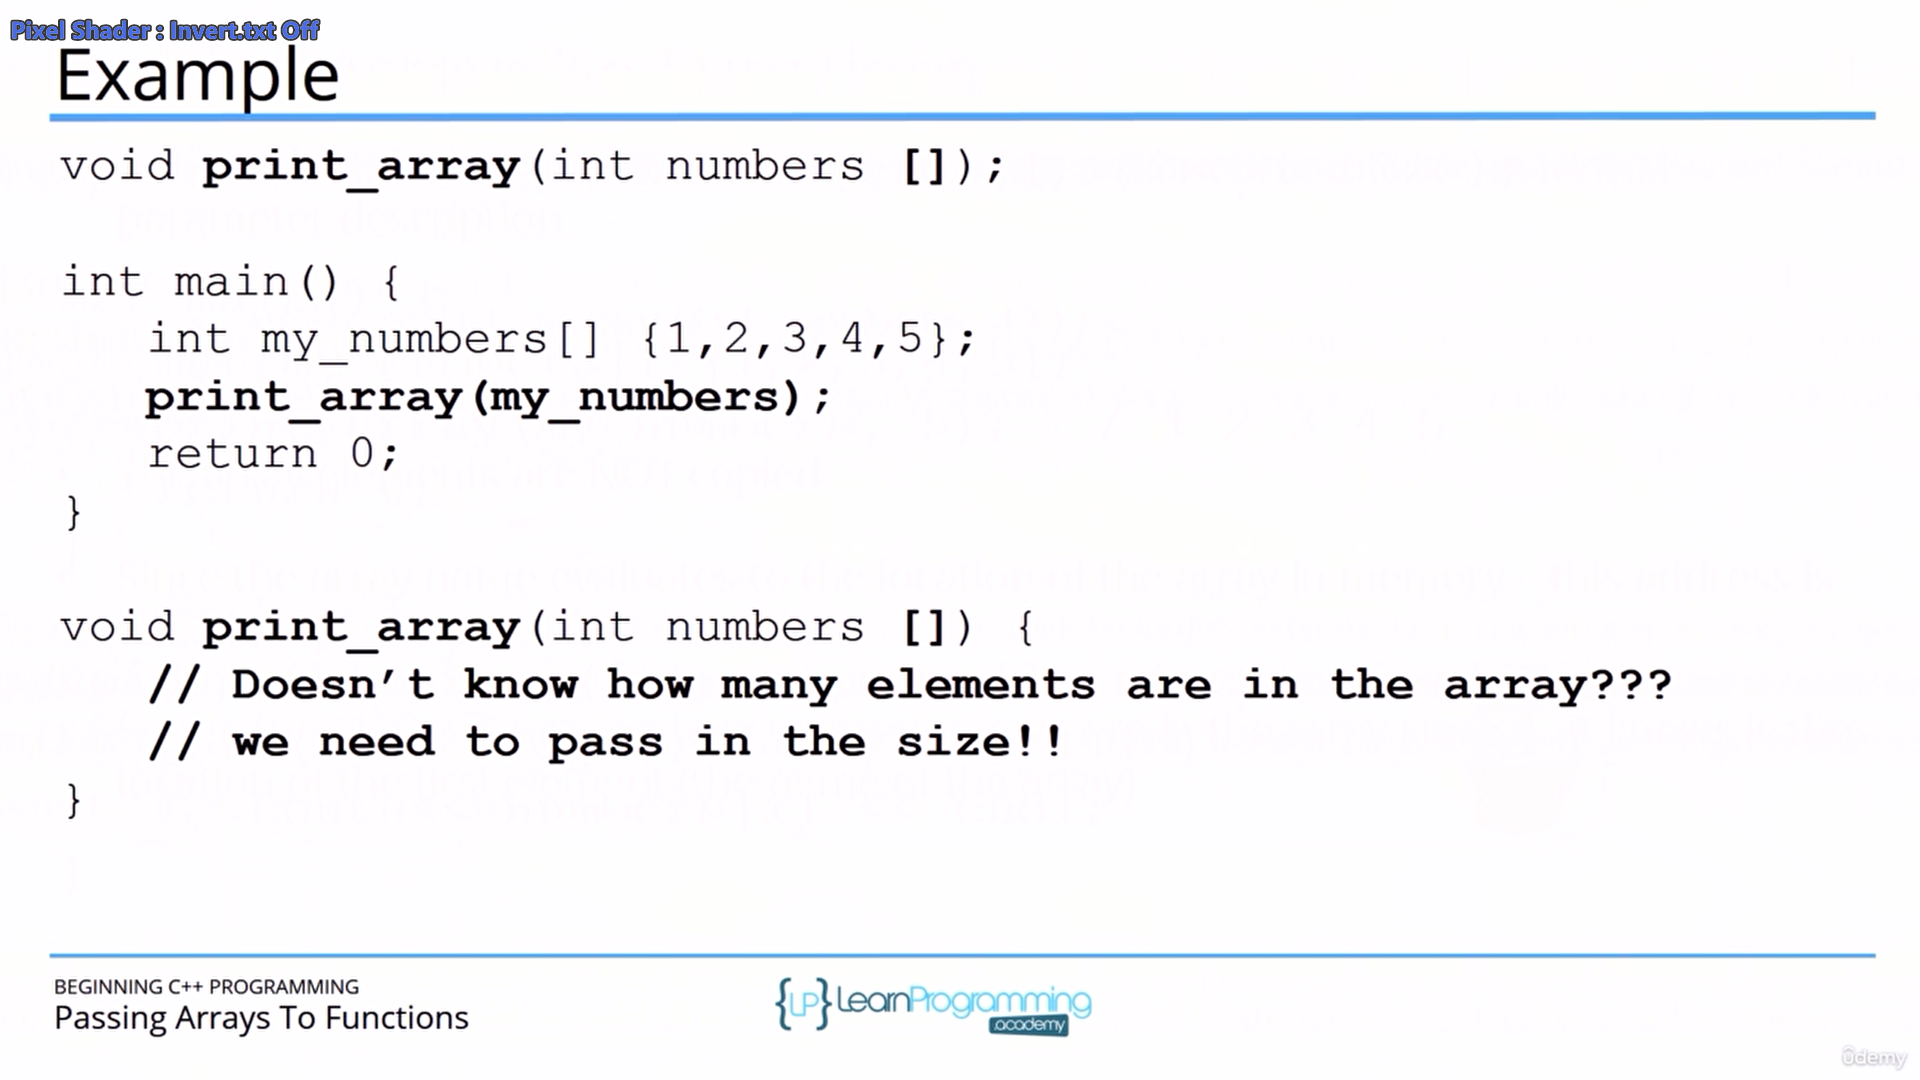 Pixel Shader : Invert.txt Off
Example
void print_array(int numbers []);
int main() {
int my_numbers[] {1,2,3,4,5};
print_array(my_numbers);
return 0;
}
void print_array(int numbers []) {
// Doesn’t know how many elements are in the array???
// we need to pass in the size!!
}
BEGINNING C++ PROGRAMMING
Passing Arrays To Functions
{LP} LearnProgramming
.academy
ûdemy